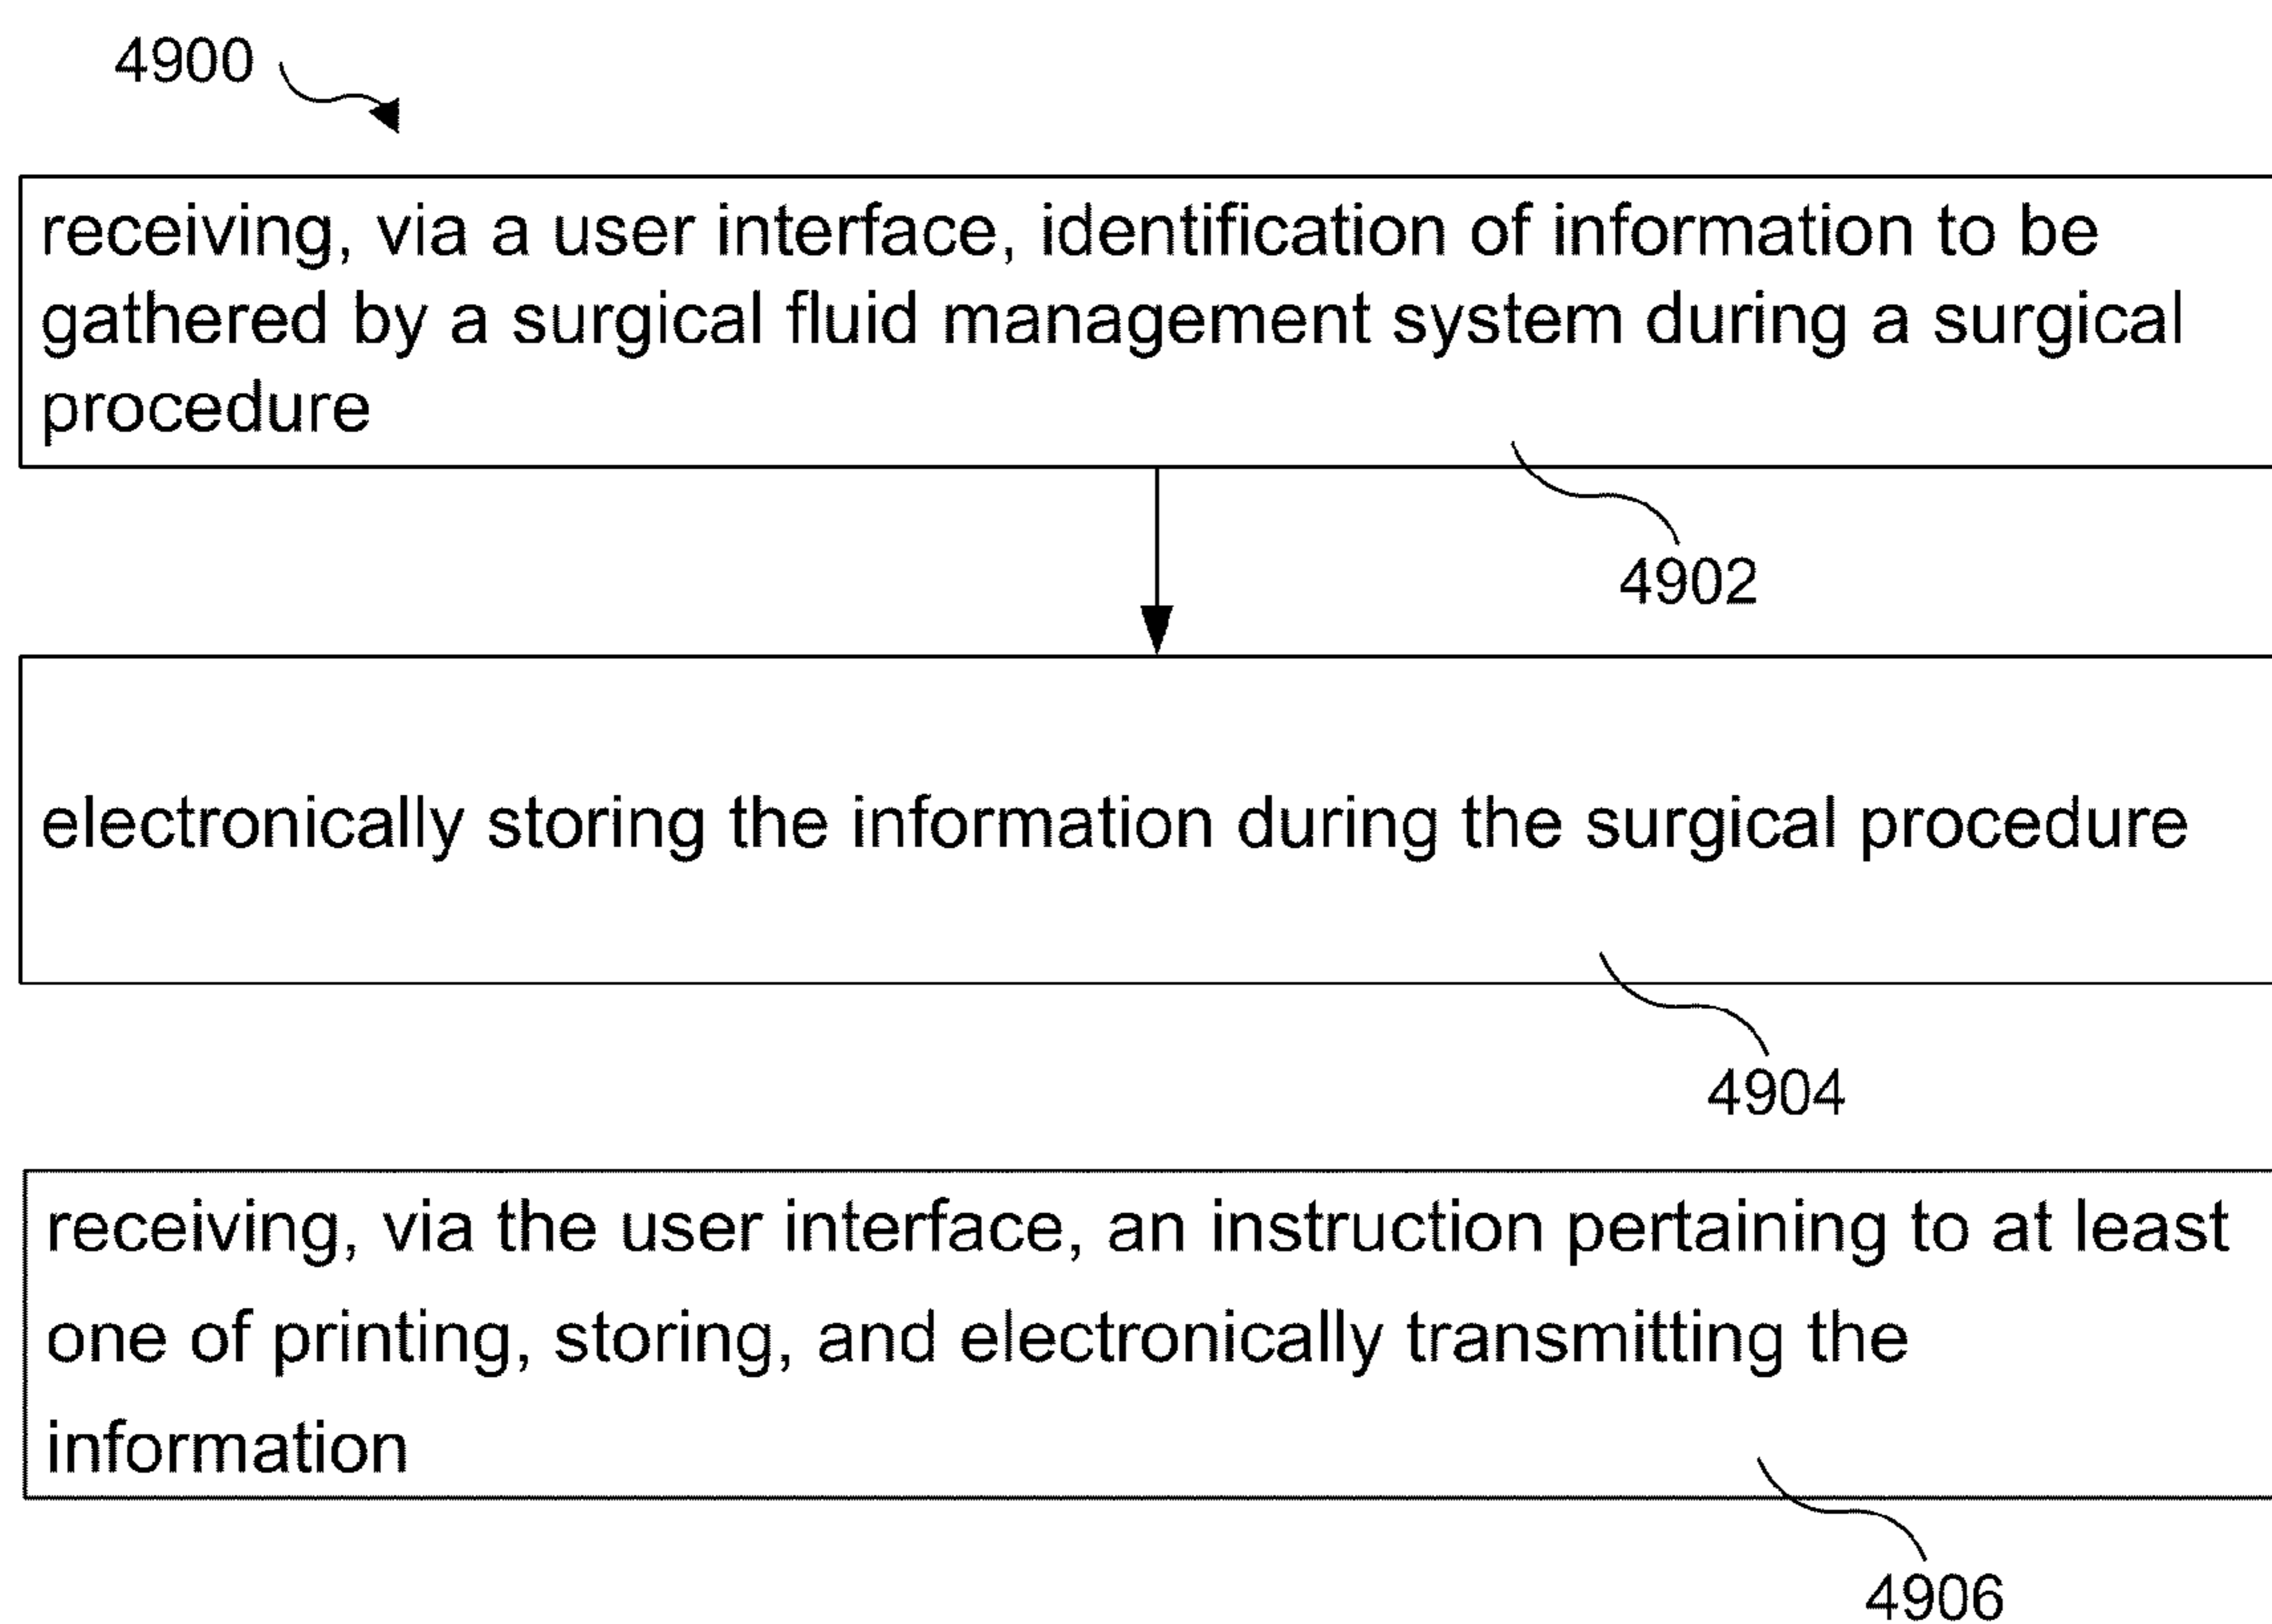 4900
receiving, via a user interface, identification of information to be
gathered by a surgical fluid management system during a surgical
procedure
4902
electronically storing the information during the surgical procedure
4904
receiving, via the user interface, an instruction pertaining to at least
one of printing, storing, and electronically transmitting the
information
4906